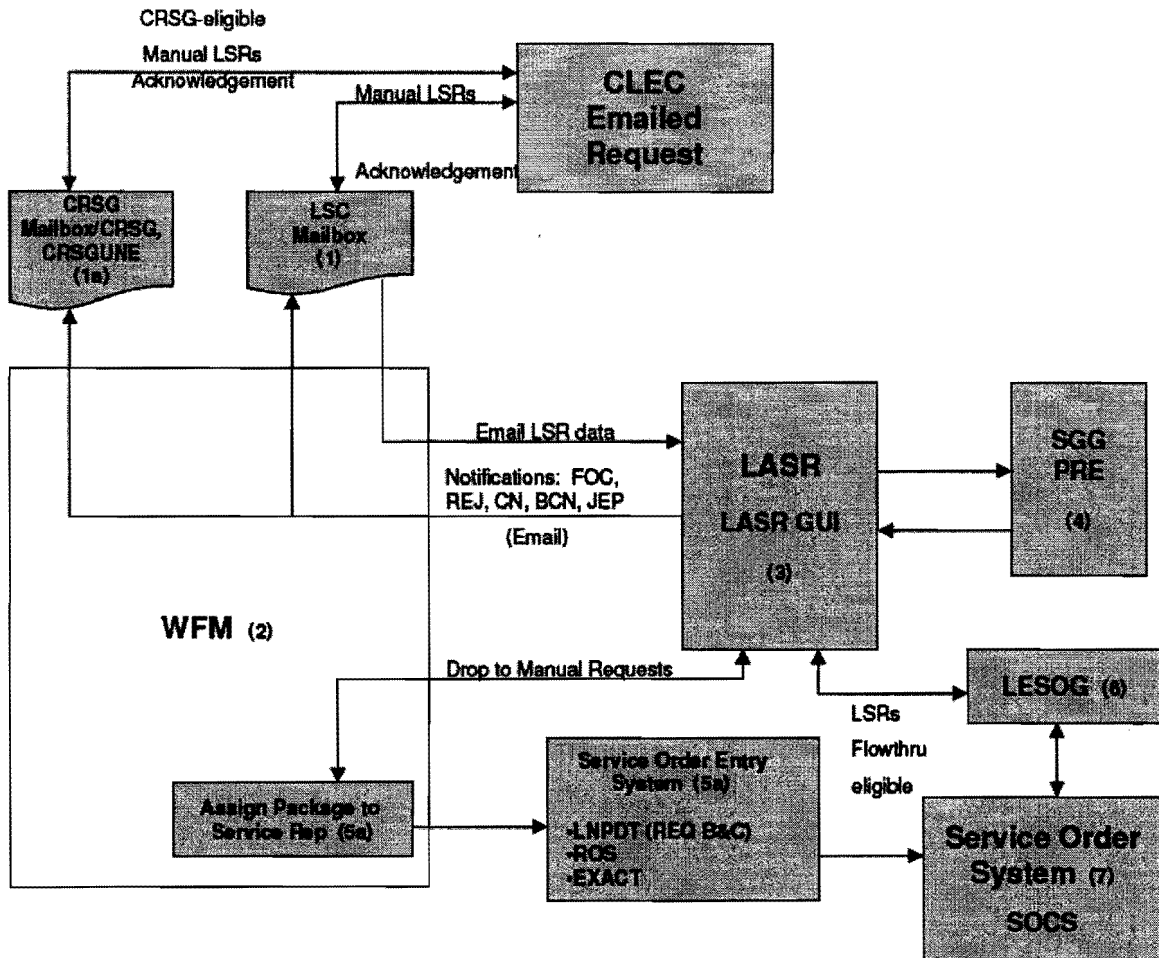 CRSG-eligible
Manual LSRs
Acknowledgement
CLEC
Emailed
Request
Manual LSRs
Acknowledgement
CRSG
Mailbox/CRSG,
CRSGUNE
(1a)
LSC
Mailbox
(1)
Email LSR data
Notifications: FOC,
REJ, CN, BCN, JEP
(Email)
LASR
LASR GUI
(3)
SGG
PRE
(4)
WFM (2)
Drop to Manual Requests
LESOG (6)
LSRs
Flowthru
eligible
Assign Package to
Service Rep (5a)
Service Order Entry
System (5a)
•LNPDT (REQ B&C)
•ROS
•EXACT
Service Order
System (7)
SOCS